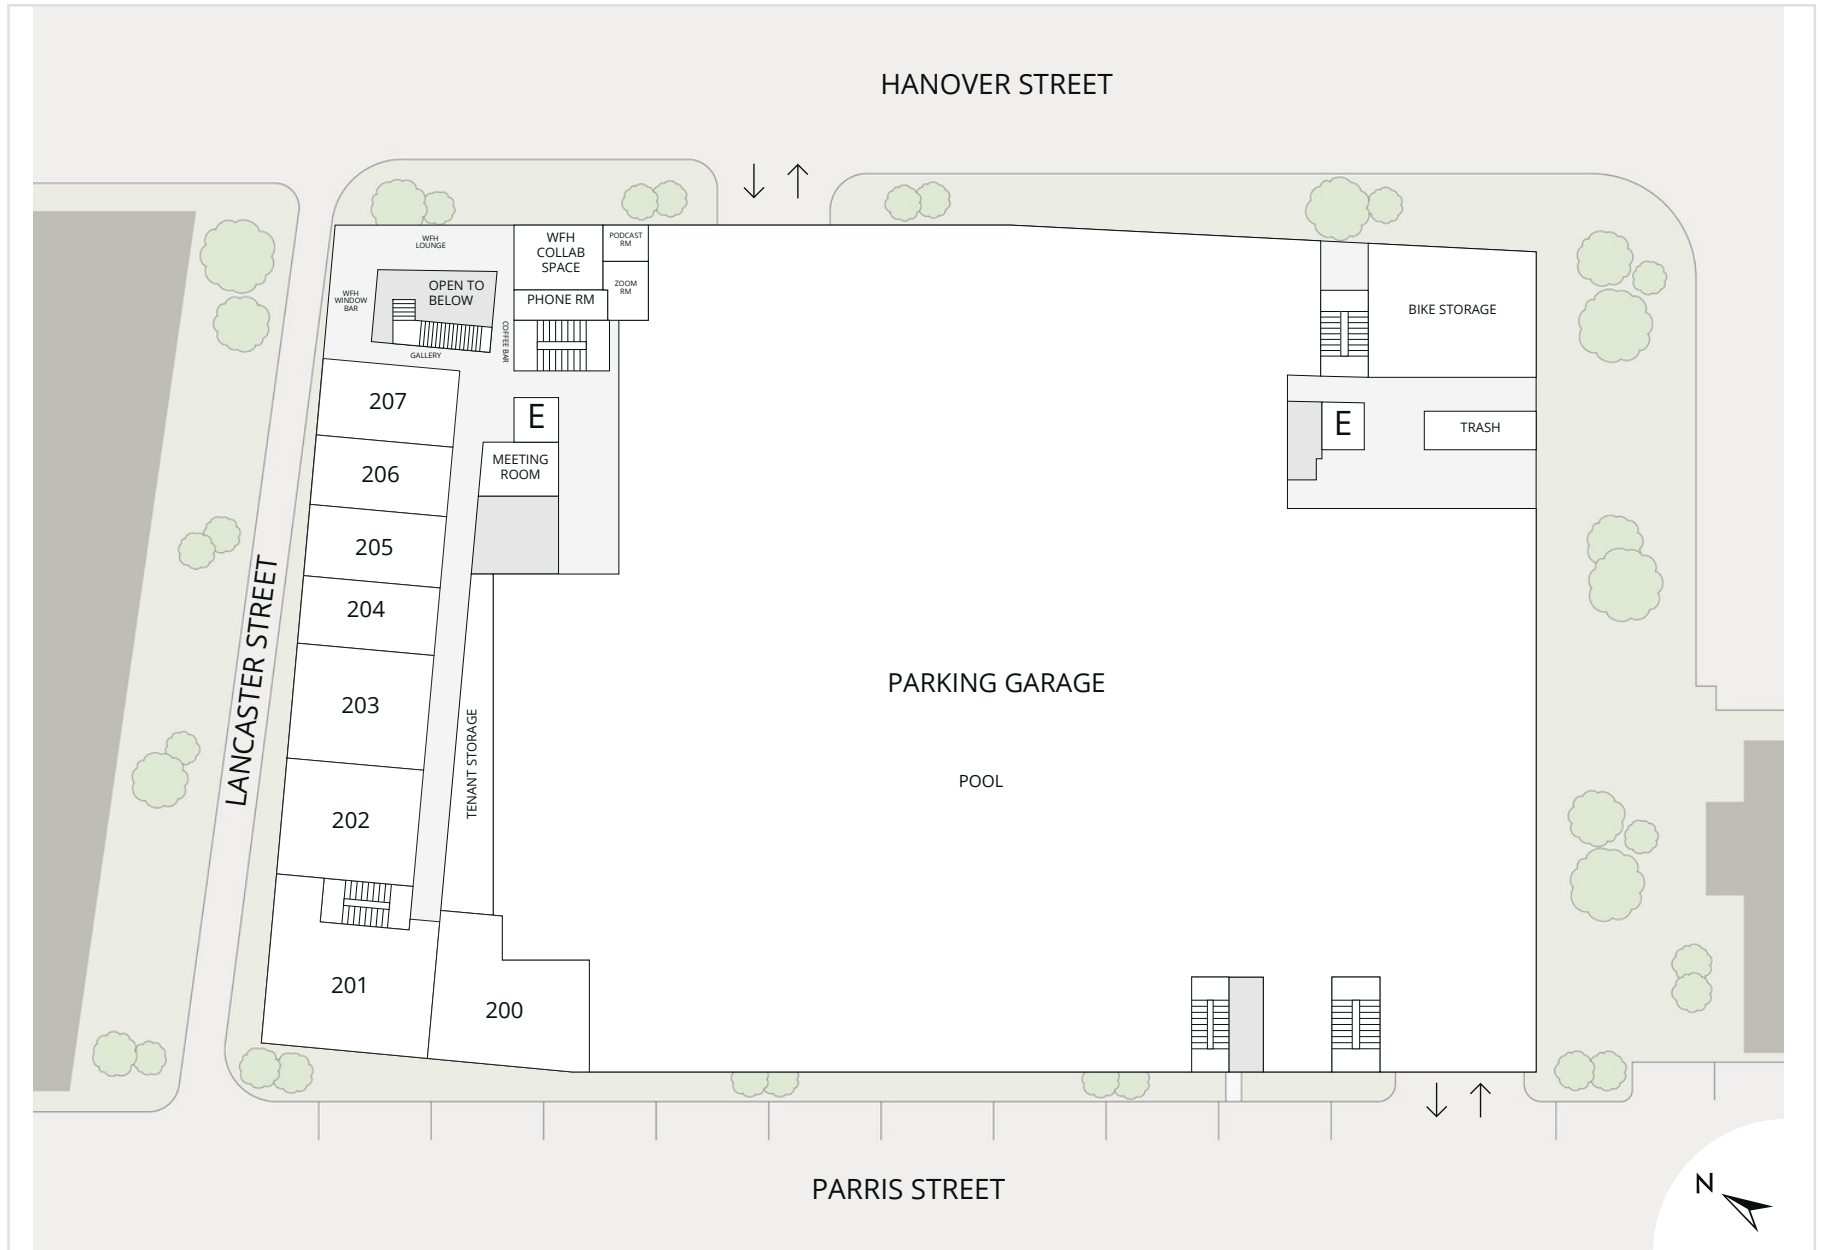 HANOVER STREET
WFH
LOUNGE
WFH
COLLAB
SPACE
PODCAST
RM
ZOOM
RM
OPEN TO
BELOW
WFH
WINDOW
BAR
PHONE RM
COFFEE BAR
GALLERY
BIKE STORAGE
207
E
E
TRASH
MEETING
ROOM
206
205
204
LANCASTER STREET
203
PARKING GARAGE
TENANT STORAGE
POOL
202
201
200
PARRIS STREET
N